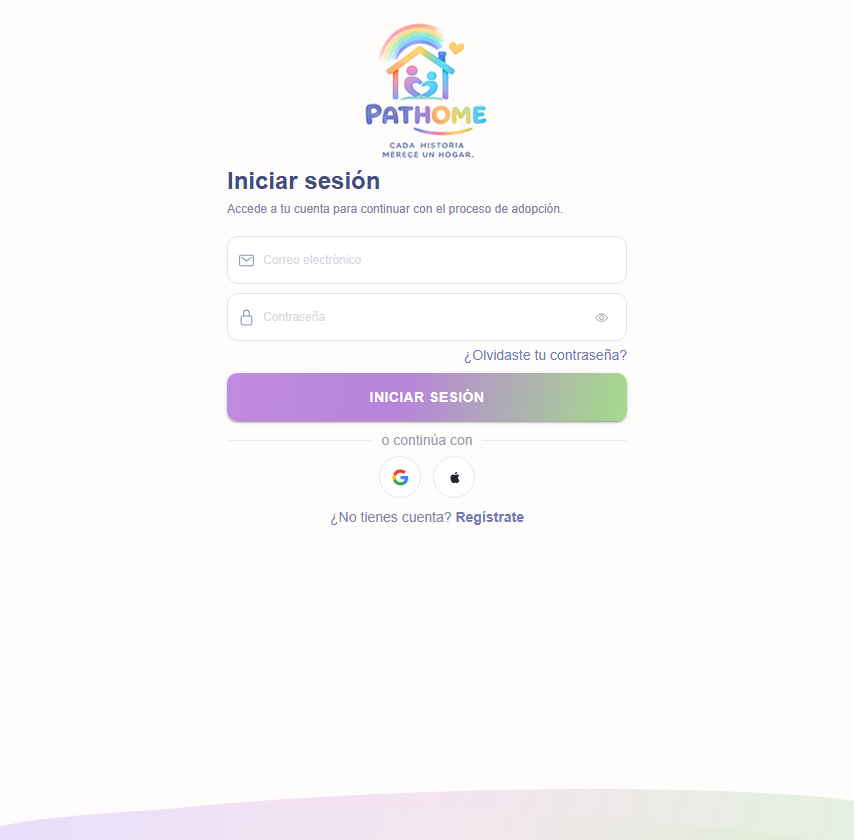 PATHOME
CADA HISTORIA
MERECE UN HOGAR.
Iniciar sesión
Accede a tu cuenta para continuar con el proceso de adopción.
Correo electrónico
Contraseña
¿Olvidaste tu contraseña?
INICIAR SESIÓN
o continúa con
¿No tienes cuenta? Regístrate